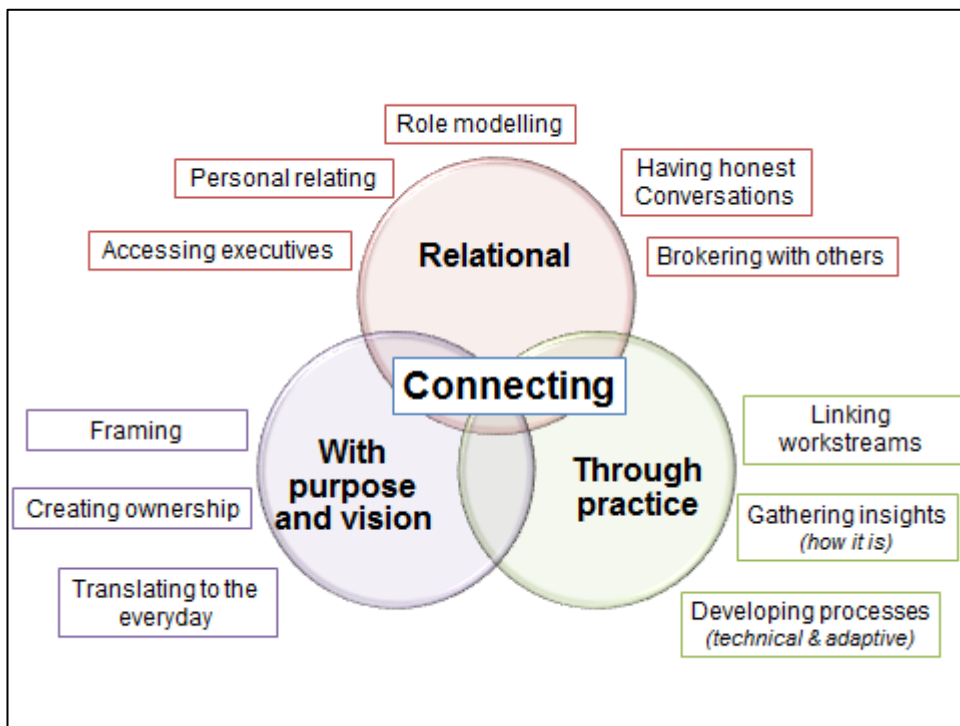 Role modelling
Personal relating
Having honest
Conversations
Accessing executives
Relational
Brokering with others
Connecting
Framing
With
purpose
and vision
Through
practice
Linking
workstreams
Creating ownership
Gathering insights
(how it is)
Translating to the
everyday
Developing processes
(technical & adaptive)